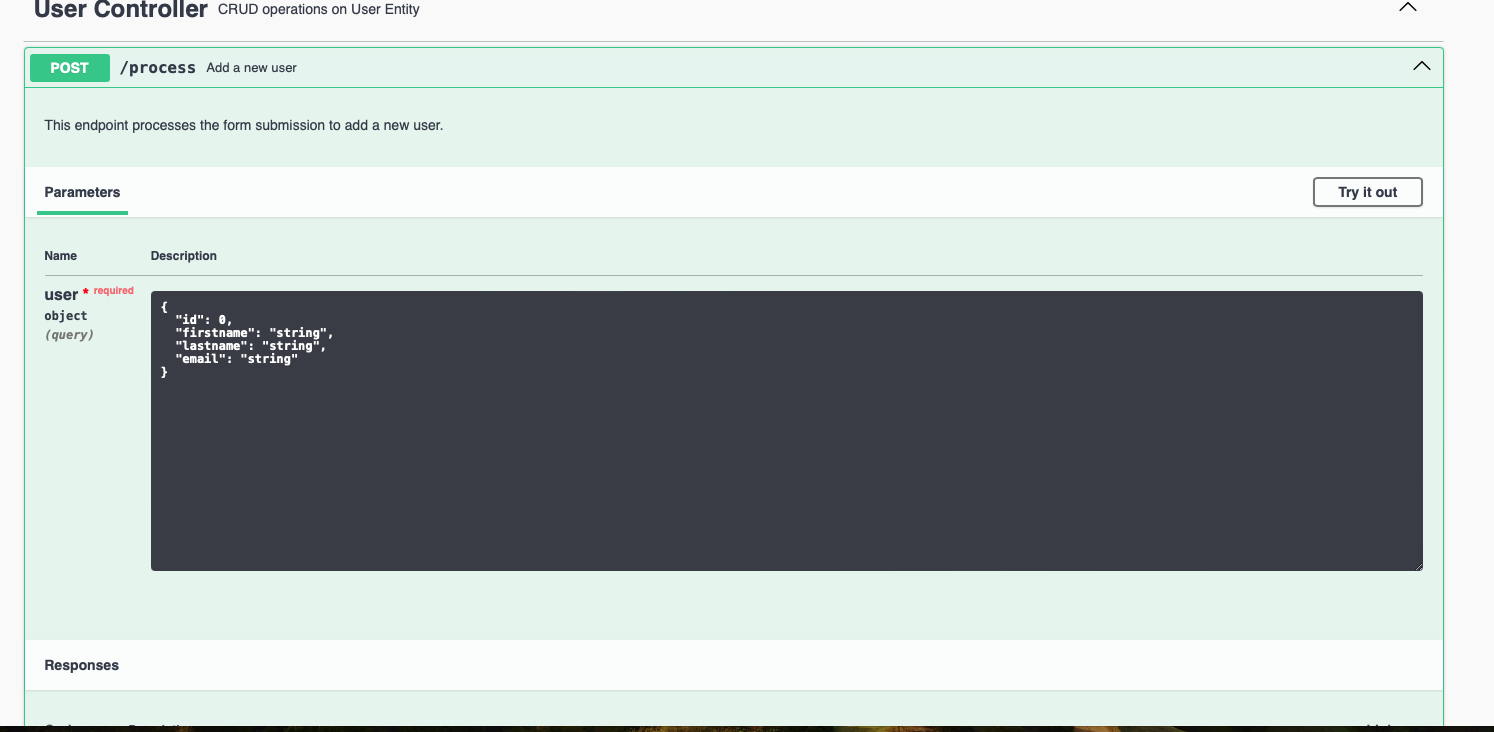 User Controller CRUD operations on User Entity
POST /process Add a new user
This endpoint processes the form submission to add a new user.
Parameters
Try it out
Name Description
user * required
object
(query)
{
"id": 0,
"firstname": "string",
"lastname": "string",
"email": "string"
}
Responses